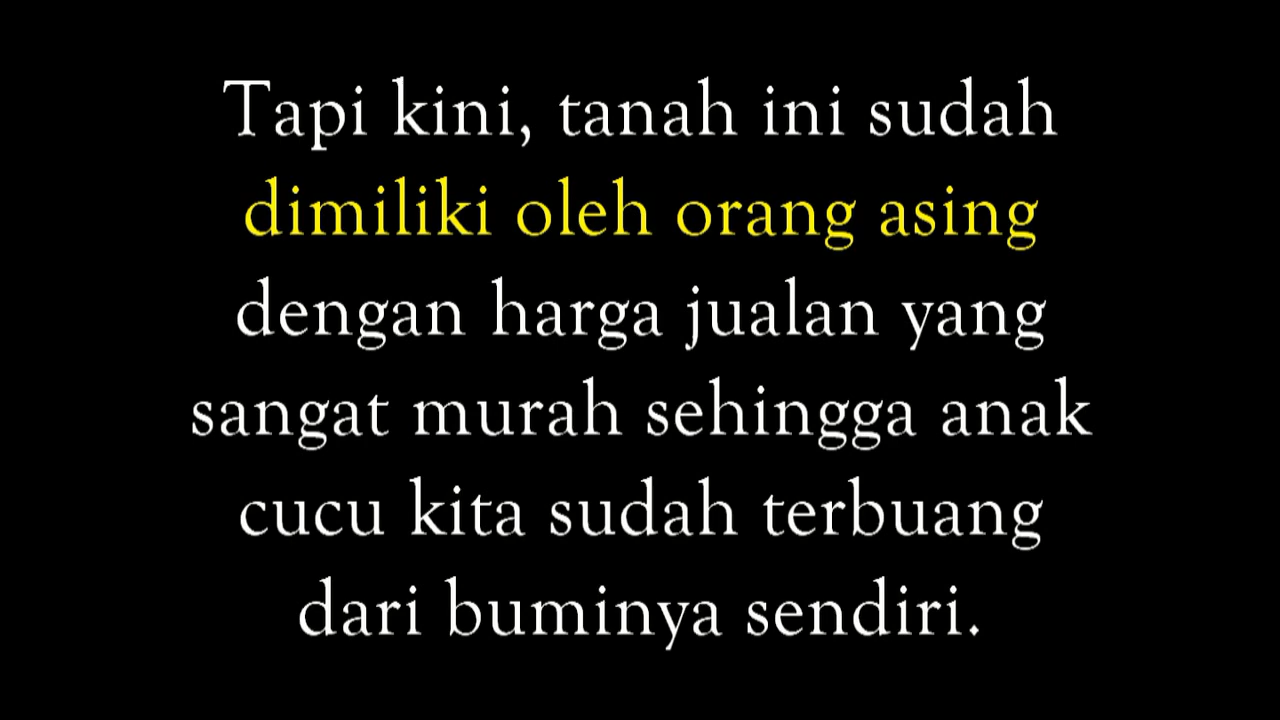 Tapi kini, tanah ini sudah
dimiliki oleh orang asing
dengan harga jualan yang
sangat murah sehingga anak
cucu kita sudah terbuang
dari buminya sendiri.